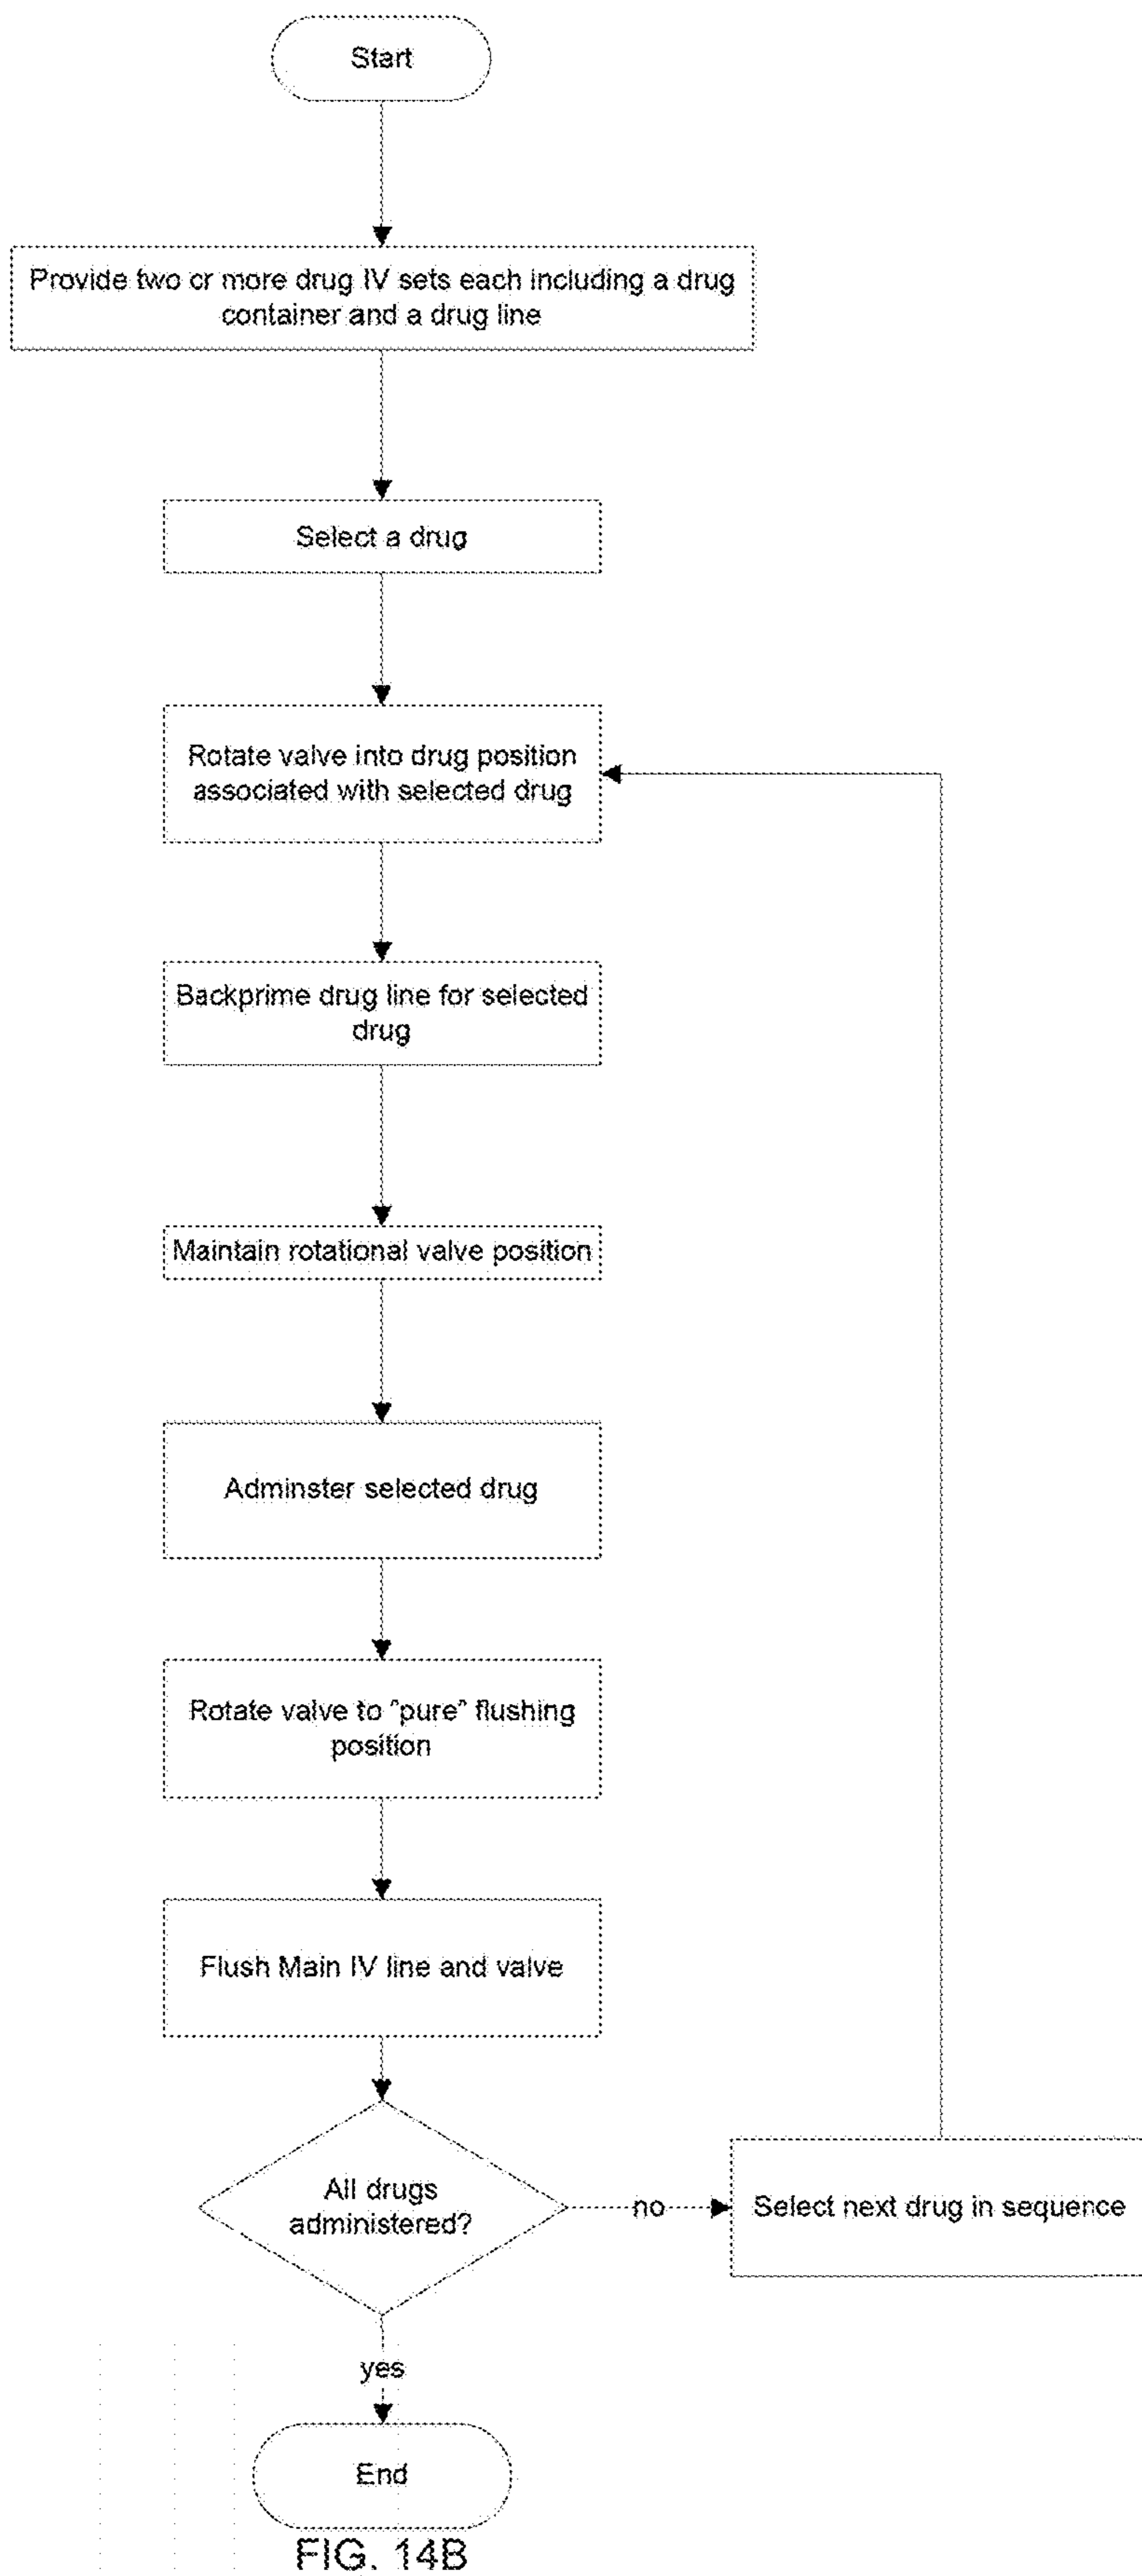 Start
Provide two or more drug IV sets each including a drug
container and a drug line
Select a drug
Rotate valve into drug position
associated with selected drug
Backprime drug line for selected
drug
Maintain rotational valve position
Adminster selected drug
Rotate valve to "pure" flushing
position
Flush Main IV line and valve
All drugs
administered?
no
Select next drug in sequence
yes
End
FIG. 14B